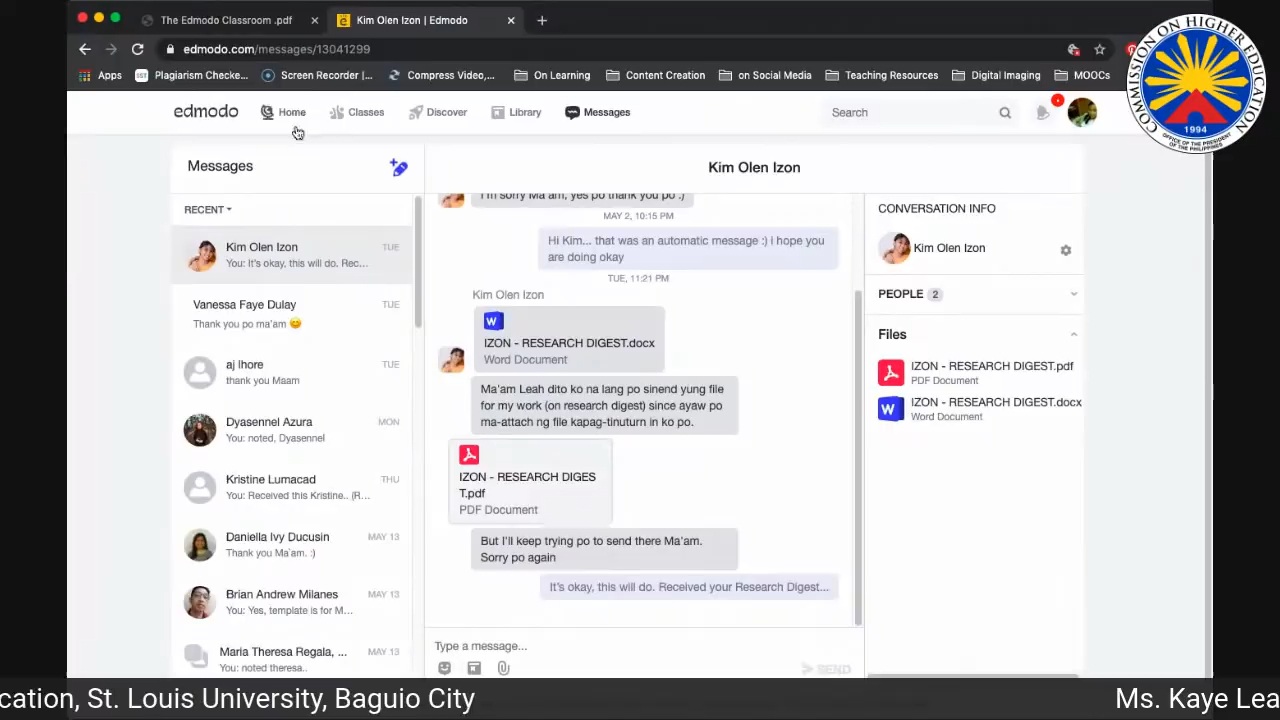 The Edmodo Classroom .pdf
Kim Olen Izon | Edmodo
edmodo.com/messages/13041299
Apps
Plagiarism Checke...
Screen Recorder |...
Compress Video,...
On Learning
Content Creation
on SocialMedia
Teaching Resources
Digital Imaging
MOOCs
COMMISSION ON HIGHER EDUCATION
OFFICE OF THE PRESIDENT
OF THE PHILIPPINES
1994
edmodo
Home
Classes
Discover
Library
Messages
Search
Messages
RECENT
Kim Olen Izon
TUE
You: It's okay, this will do. Rec...
Vanessa Faye Dulay
TUE
Thank you po ma'am 😊
aj lhore
TUE
thank you Maam
Dyasennel Azura
MON
You: noted, Dyasennel
Kristine Lumacad
THU
You: Received this Kristine.. (R...
Daniella Ivy Ducusin
MAY 13
Thank you Ma'am. :)
Brian Andrew Milanes
MAY 13
You: Yes, template is for M...
Maria Theresa Regala, ...
MAY 13
You: noted theresa..
Kim Olen Izon
I'm sorry Ma'am, yes po thank you po :)
MAY 2, 10:15 PM
Hi Kim... that was an automatic message :) i hope you
are doing okay
TUE, 11:21 PM
Kim Olen Izon
W
IZON - RESEARCH DIGEST.docx
Word Document
Ma'am Leah dito ko na lang po sinend yung file
for my work (on research digest) since ayaw po
ma-attach ng file kapag-tinuturn in ko po.
IZON - RESEARCH DIGES
T.pdf
PDF Document
But I'll keep trying po to send there Ma'am.
Sorry po again
It's okay, this will do. Received your Research Digest...
Type a message...
SEND
CONVERSATION INFO
Kim Olen Izon
PEOPLE 2
Files
IZON - RESEARCH DIGEST.pdf
PDF Document
W
IZON - RESEARCH DIGEST.docx
Word Document
cation, St. Louis University, Baguio City
Ms. Kaye Lea